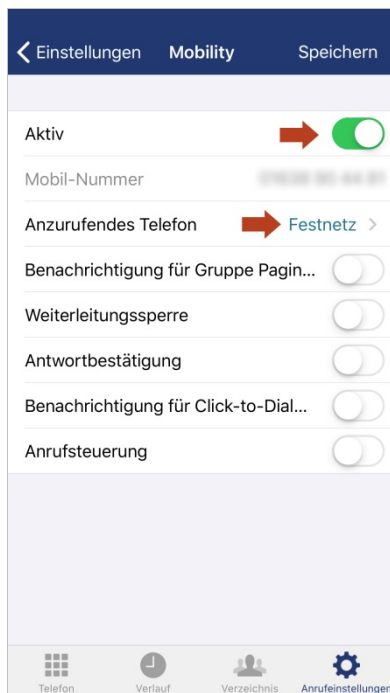 Einstellungen Mobility Speichern
Aktiv
Mobil-Nummer
Anzurufendes Telefon Festnetz
Benachrichtigung für Gruppe Pagin...
Weiterleitungssperre
Antwortbestätigung
Benachrichtigung für Click-to-Dial...
Anrufsteuerung
Telefon Verlauf Verzeichnis Anrufeinstellungen